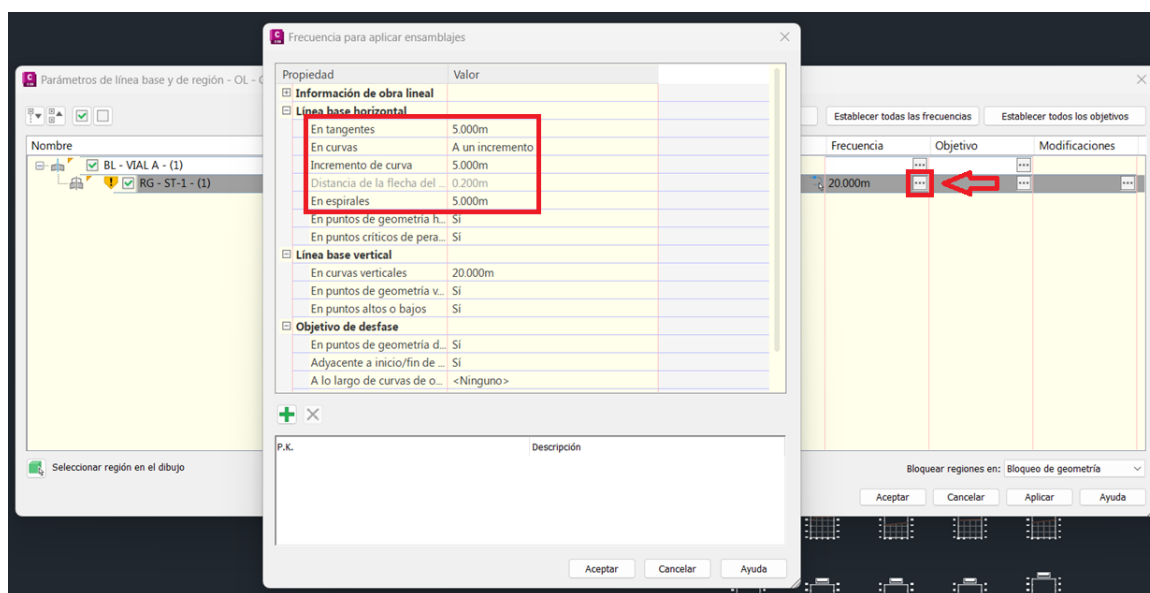 Frecuencia para aplicar ensamblajes
Propiedad Valor
Información de obra lineal
Línea base horizontal
En tangentes 5.000m
En curvas A un incremento
Incremento de curva 5.000m
Distancia de la flecha del ... 0.200m
En espirales 5.000m
En puntos de geometría h... Sí
En puntos críticos de pera... Sí
Línea base vertical
En curvas verticales 20.000m
En puntos de geometría v... Sí
En puntos altos o bajos Sí
Objetivo de desfase
En puntos de geometría d... Sí
Adyacente a inicio/fin de ... Sí
A lo largo de curvas de o... <Ninguno>
P.K. Descripción
Aceptar Cancelar Ayuda
Parámetros de línea base y de región - OL -
Establecer todas las frecuencias Establecer todos los objetivos
Nombre Frecuencia Objetivo Modificaciones
BL - VIAL A - (1)
RG - ST-1 - (1) 20.000m
Seleccionar región en el dibujo
Bloquear regiones en: Bloqueo de geometría
Aceptar Cancelar Aplicar Ayuda